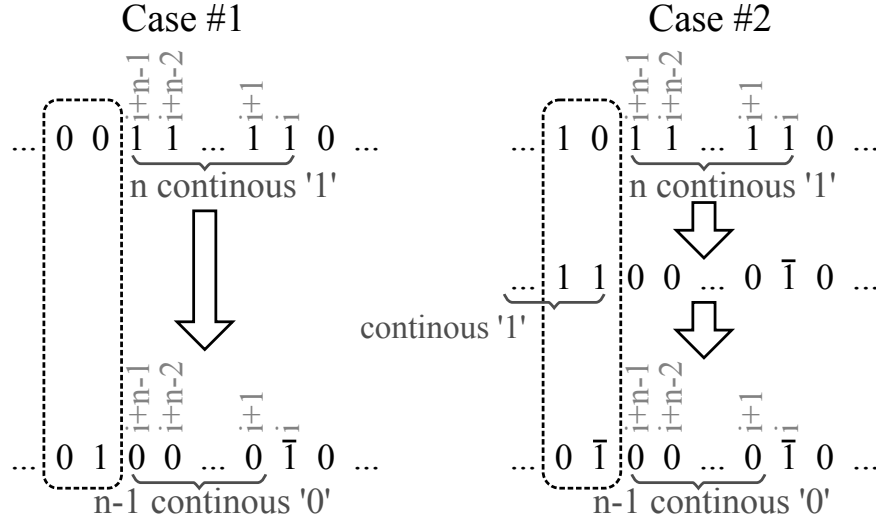 Case #1
i+n-1 i+n-2 i+1 i
... 0 0 1 1 ... 1 1 0 ...
n continous '1'
i+n-1 i+n-2 i+1 i
... 0 1 0 0 ... 0 1̅ 0 ...
n-1 continous '0'
Case #2
i+n-1 i+n-2 i+1 i
... 1 0 1 1 ... 1 1 0 ...
n continous '1'
... 1 1 0 0 ... 0 1̅ 0 ...
continous '1'
i+n-1 i+n-2 i+1 i
... 0 1̅ 0 0 ... 0 1̅ 0 ...
n-1 continous '0'